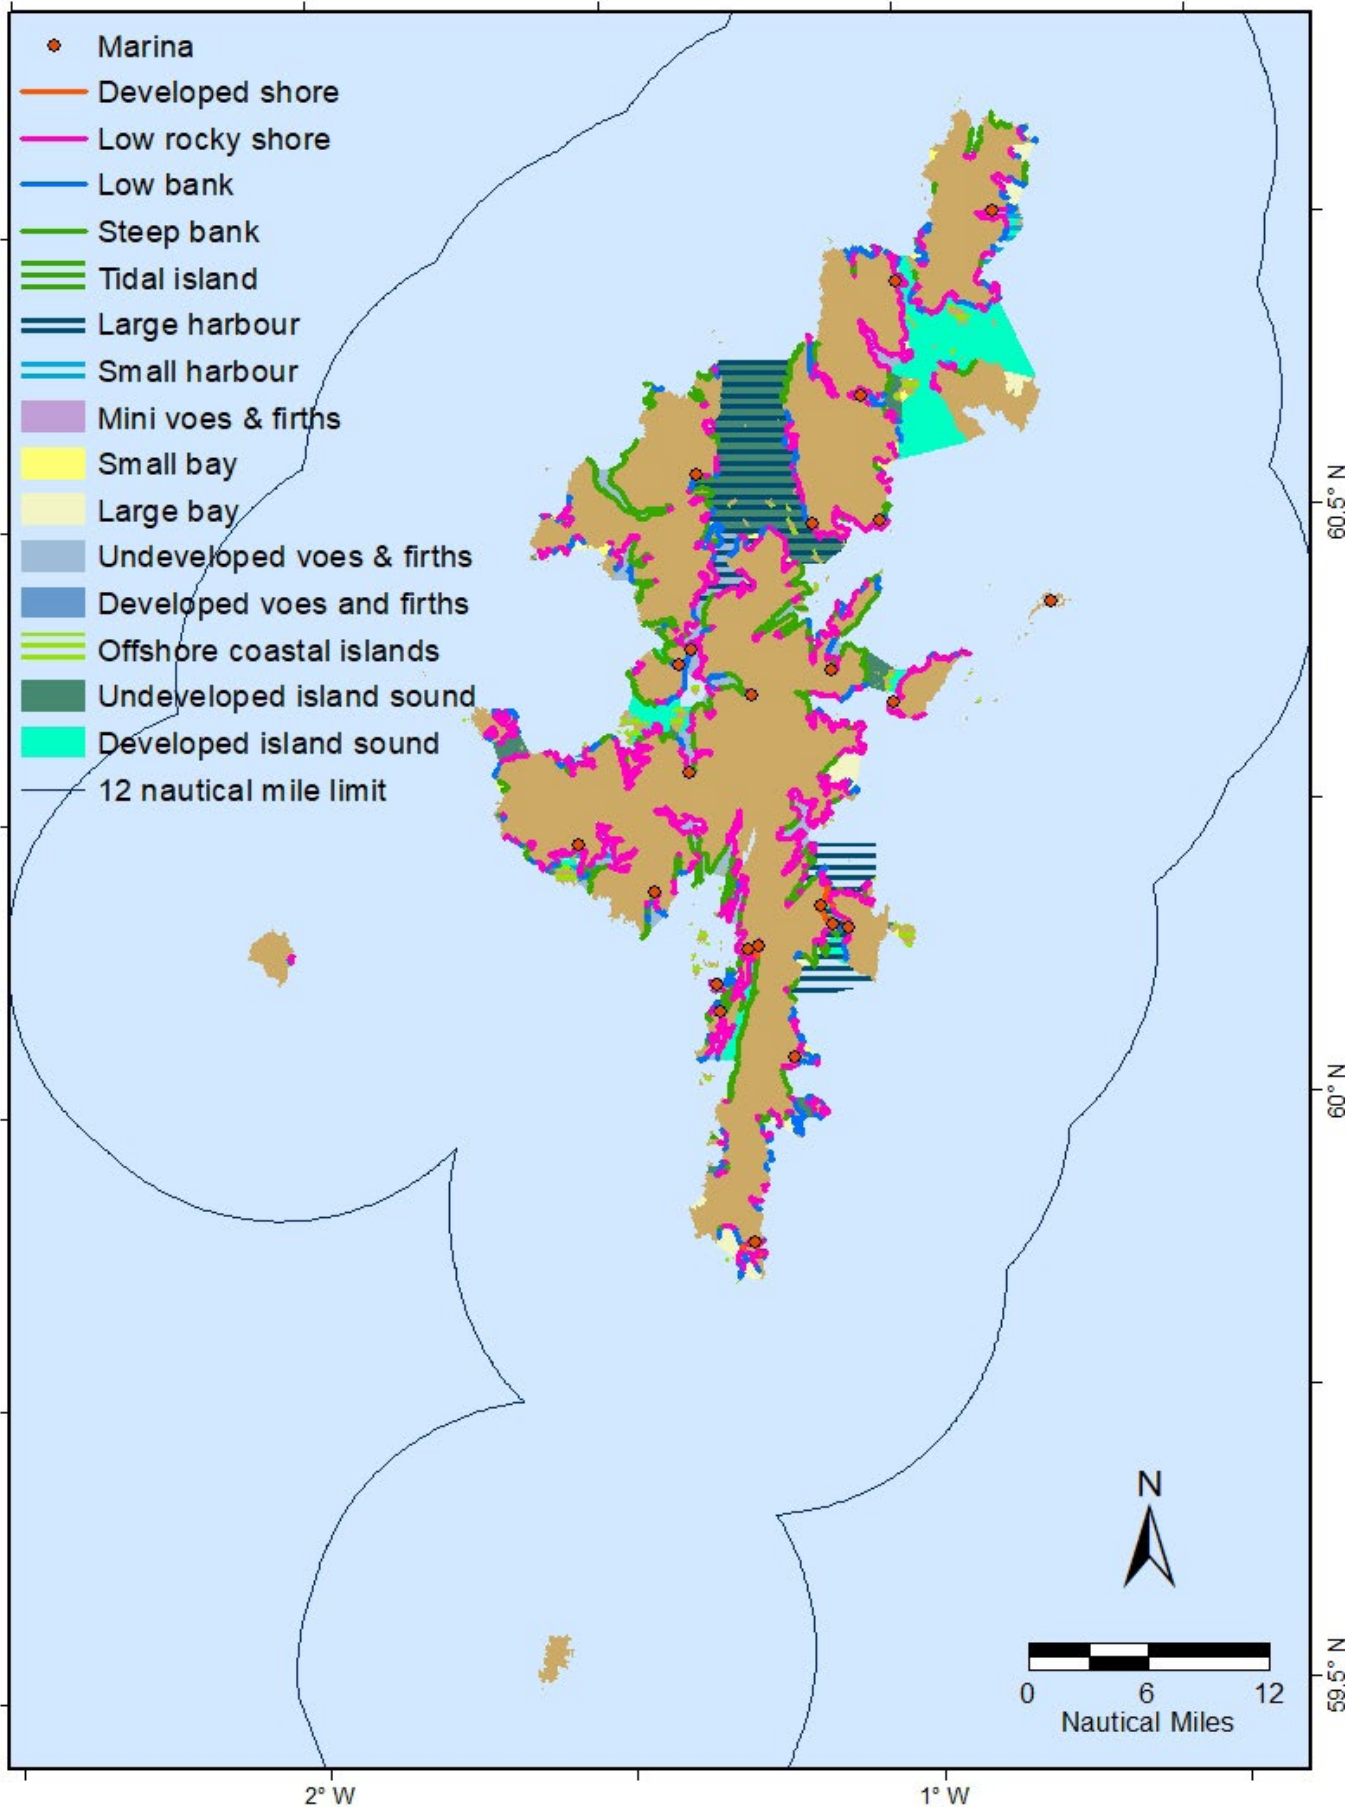 Marina
Developed shore
Low rocky shore
Low bank
Steep bank
Tidal island
Large harbour
Small harbour
Mini voes & firths
Small bay
Large bay
Undeveloped voes & firths
Developed voes and firths
Offshore coastal islands
Undeveloped island sound
Developed island sound
12 nautical mile limit
60.5° N
60° N
59.5° N
N
0 6 12
Nautical Miles
2° W 1° W